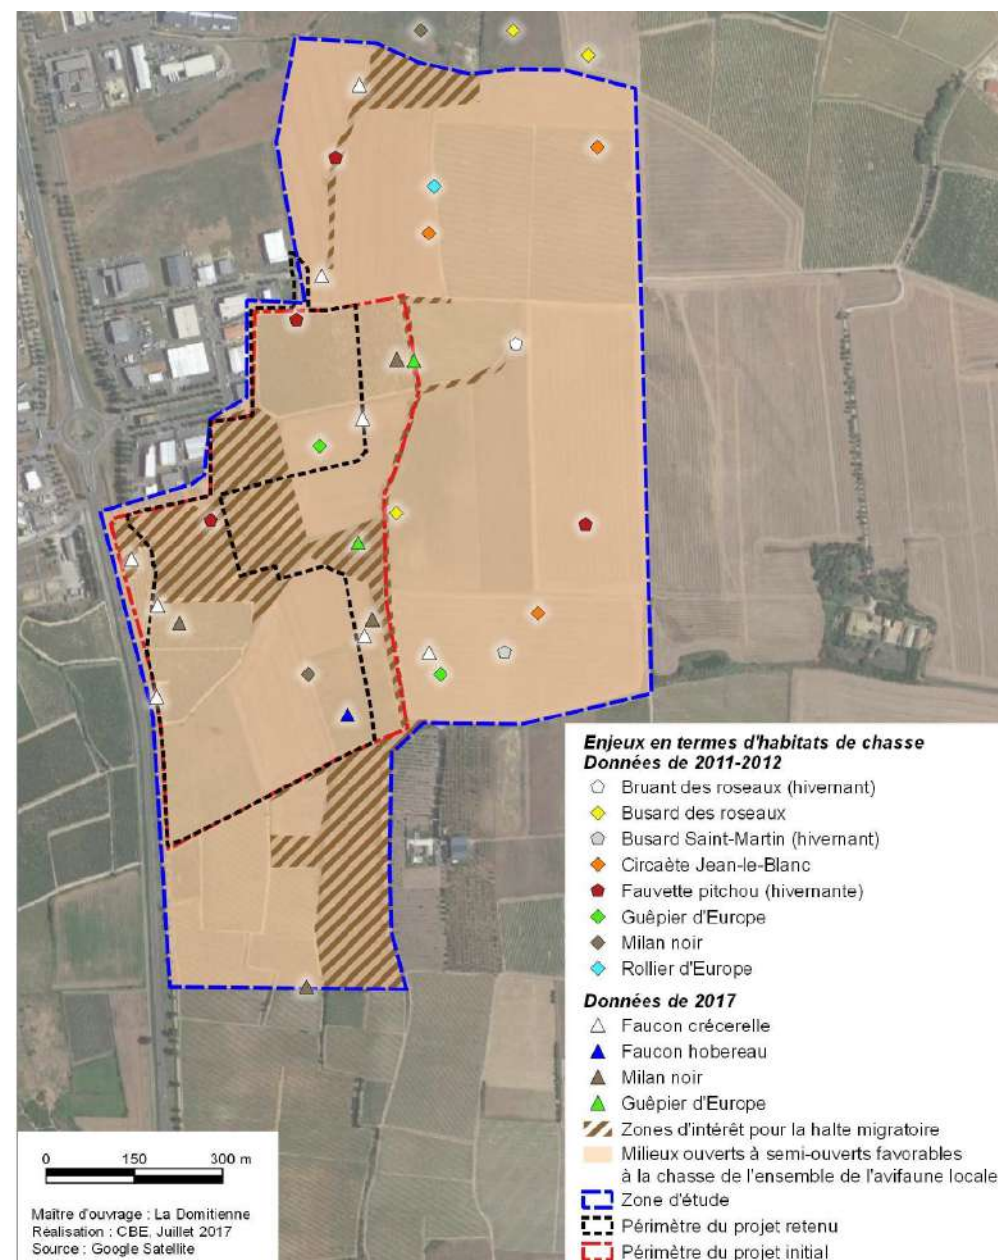 Enjeux en termes d'habitats de chasse
Données de 2011-2012
Bruant des roseaux (hivernant)
Busard des roseaux
Busard Saint-Martin (hivernant)
Circaète Jean-le-Blanc
Fauvette pitchou (hivernante)
Guêpier d'Europe
Milan noir
Rollier d'Europe
Données de 2017
Faucon crécerelle
Faucon hobereau
Milan noir
Guêpier d'Europe
Zones d'intérêt pour la halte migratoire
Milieux ouverts à semi-ouverts favorables
à la chasse de l'ensemble de l'avifaune locale
Zone d'étude
Périmètre du projet retenu
Périmètre du projet initial
0 150 300 m
Maître d'ouvrage : La Domitienne
Réalisation : CBE, Juillet 2017
Source : Google Satellite